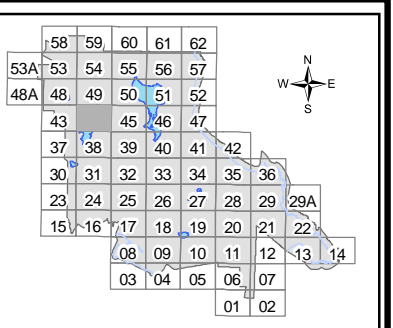 58 59 60 61 62
53A 53 54 55 56 57
N
W E
S
48A 48 49 50 51 52
43 45 46 47
37 38 39 40 41 42
30 31 32 33 34 35 36
23 24 25 26 27 28 29 29A
15 16 17 18 19 20 21 22
08 09 10 11 12 13 14
03 04 05 06 07
01 02